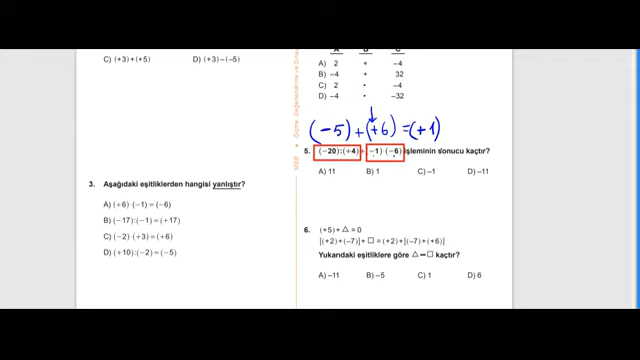 C) (+3) + (+5)
D) (+3) – (–5)
3. Aşağıdaki eşitliklerden hangisi yanlıştır?
A) (+6) · (–1) = (–6)
B) (–17):(–1) = (+17)
C) (–2) · (+3) = (+6)
D) (+10):(–2) = (–5)
MEB
A B C
A) 2 + –4
B) –4 + 32
C) 2 • –4
D) –4 • –32
(–5) + (+6) = (+1)
5. (–20):(+4) + (–1) · (–6) işleminin sonucu kaçtır?
A) 11 B) 1 C) –1 D) –11
6. (+5) + △ = 0
[(+2) + (–7)] + □ = (+2) + [(–7) + (+6)]
Yukarıdaki eşitliklere göre △ – □ kaçtır?
A) –11 B) –5 C) 1 D) 6